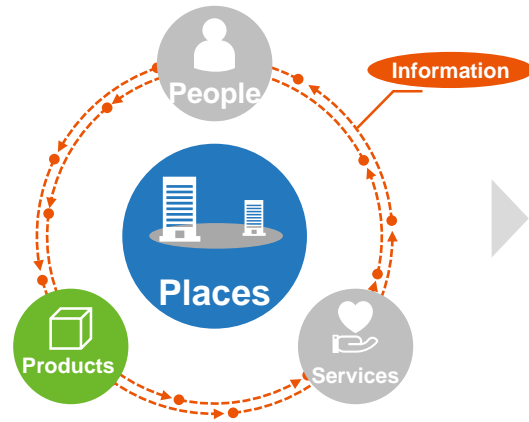 People
Information
Places
Products
Services